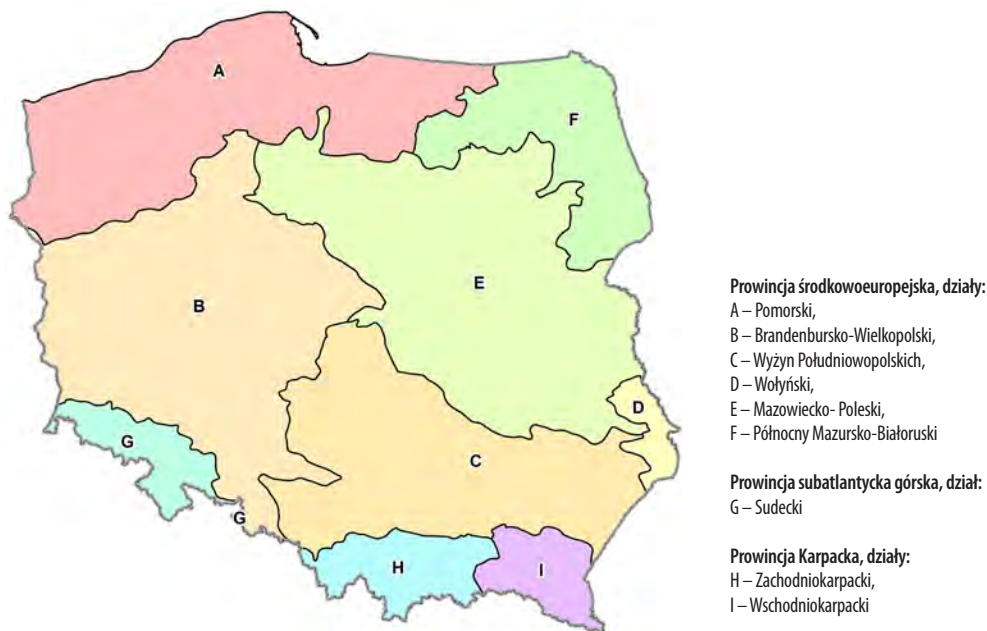 A
F
E
B
D
G
C
G
H
I
Prowincja środkowoeuropejska, działy:
A – Pomorski,
B – Brandenbursko-Wielkopolski,
C – Wyżyn Południowopolskich,
D – Wołyński,
E – Mazowiecko- Poleski,
F – Północny Mazursko-Białoruski
Prowincja subatlantycka górska, dział:
G – Sudecki
Prowincja Karpacka, działy:
H – Zachodniokarpacki,
I – Wschodniokarpacki